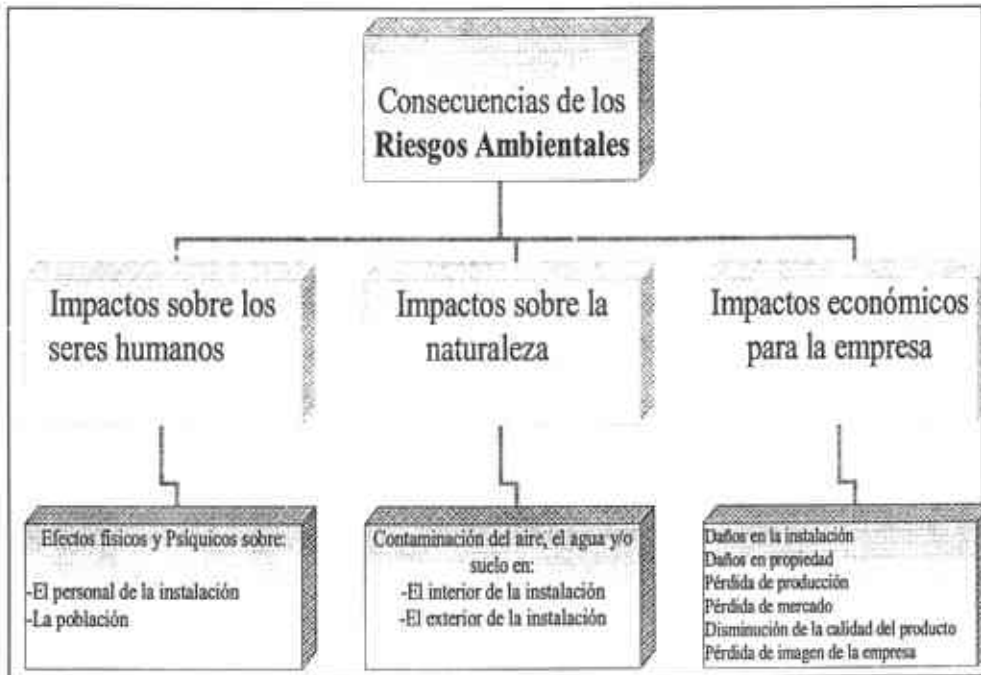 Consecuencias de los
Riesgos Ambientales
Impactos sobre los
seres humanos
Impactos sobre la
naturaleza
Impactos económicos
para la empresa
Efectos físicos y Psíquicos sobre:
-El personal de la instalación
-La población
Contaminación del aire, el agua y/o
suelo en:
-El interior de la instalación
-El exterior de la instalación
Daños en la instalación
Daños en propiedad
Pérdida de producción
Pérdida de mercado
Disminución de la calidad del producto
Pérdida de imagen de la empresa